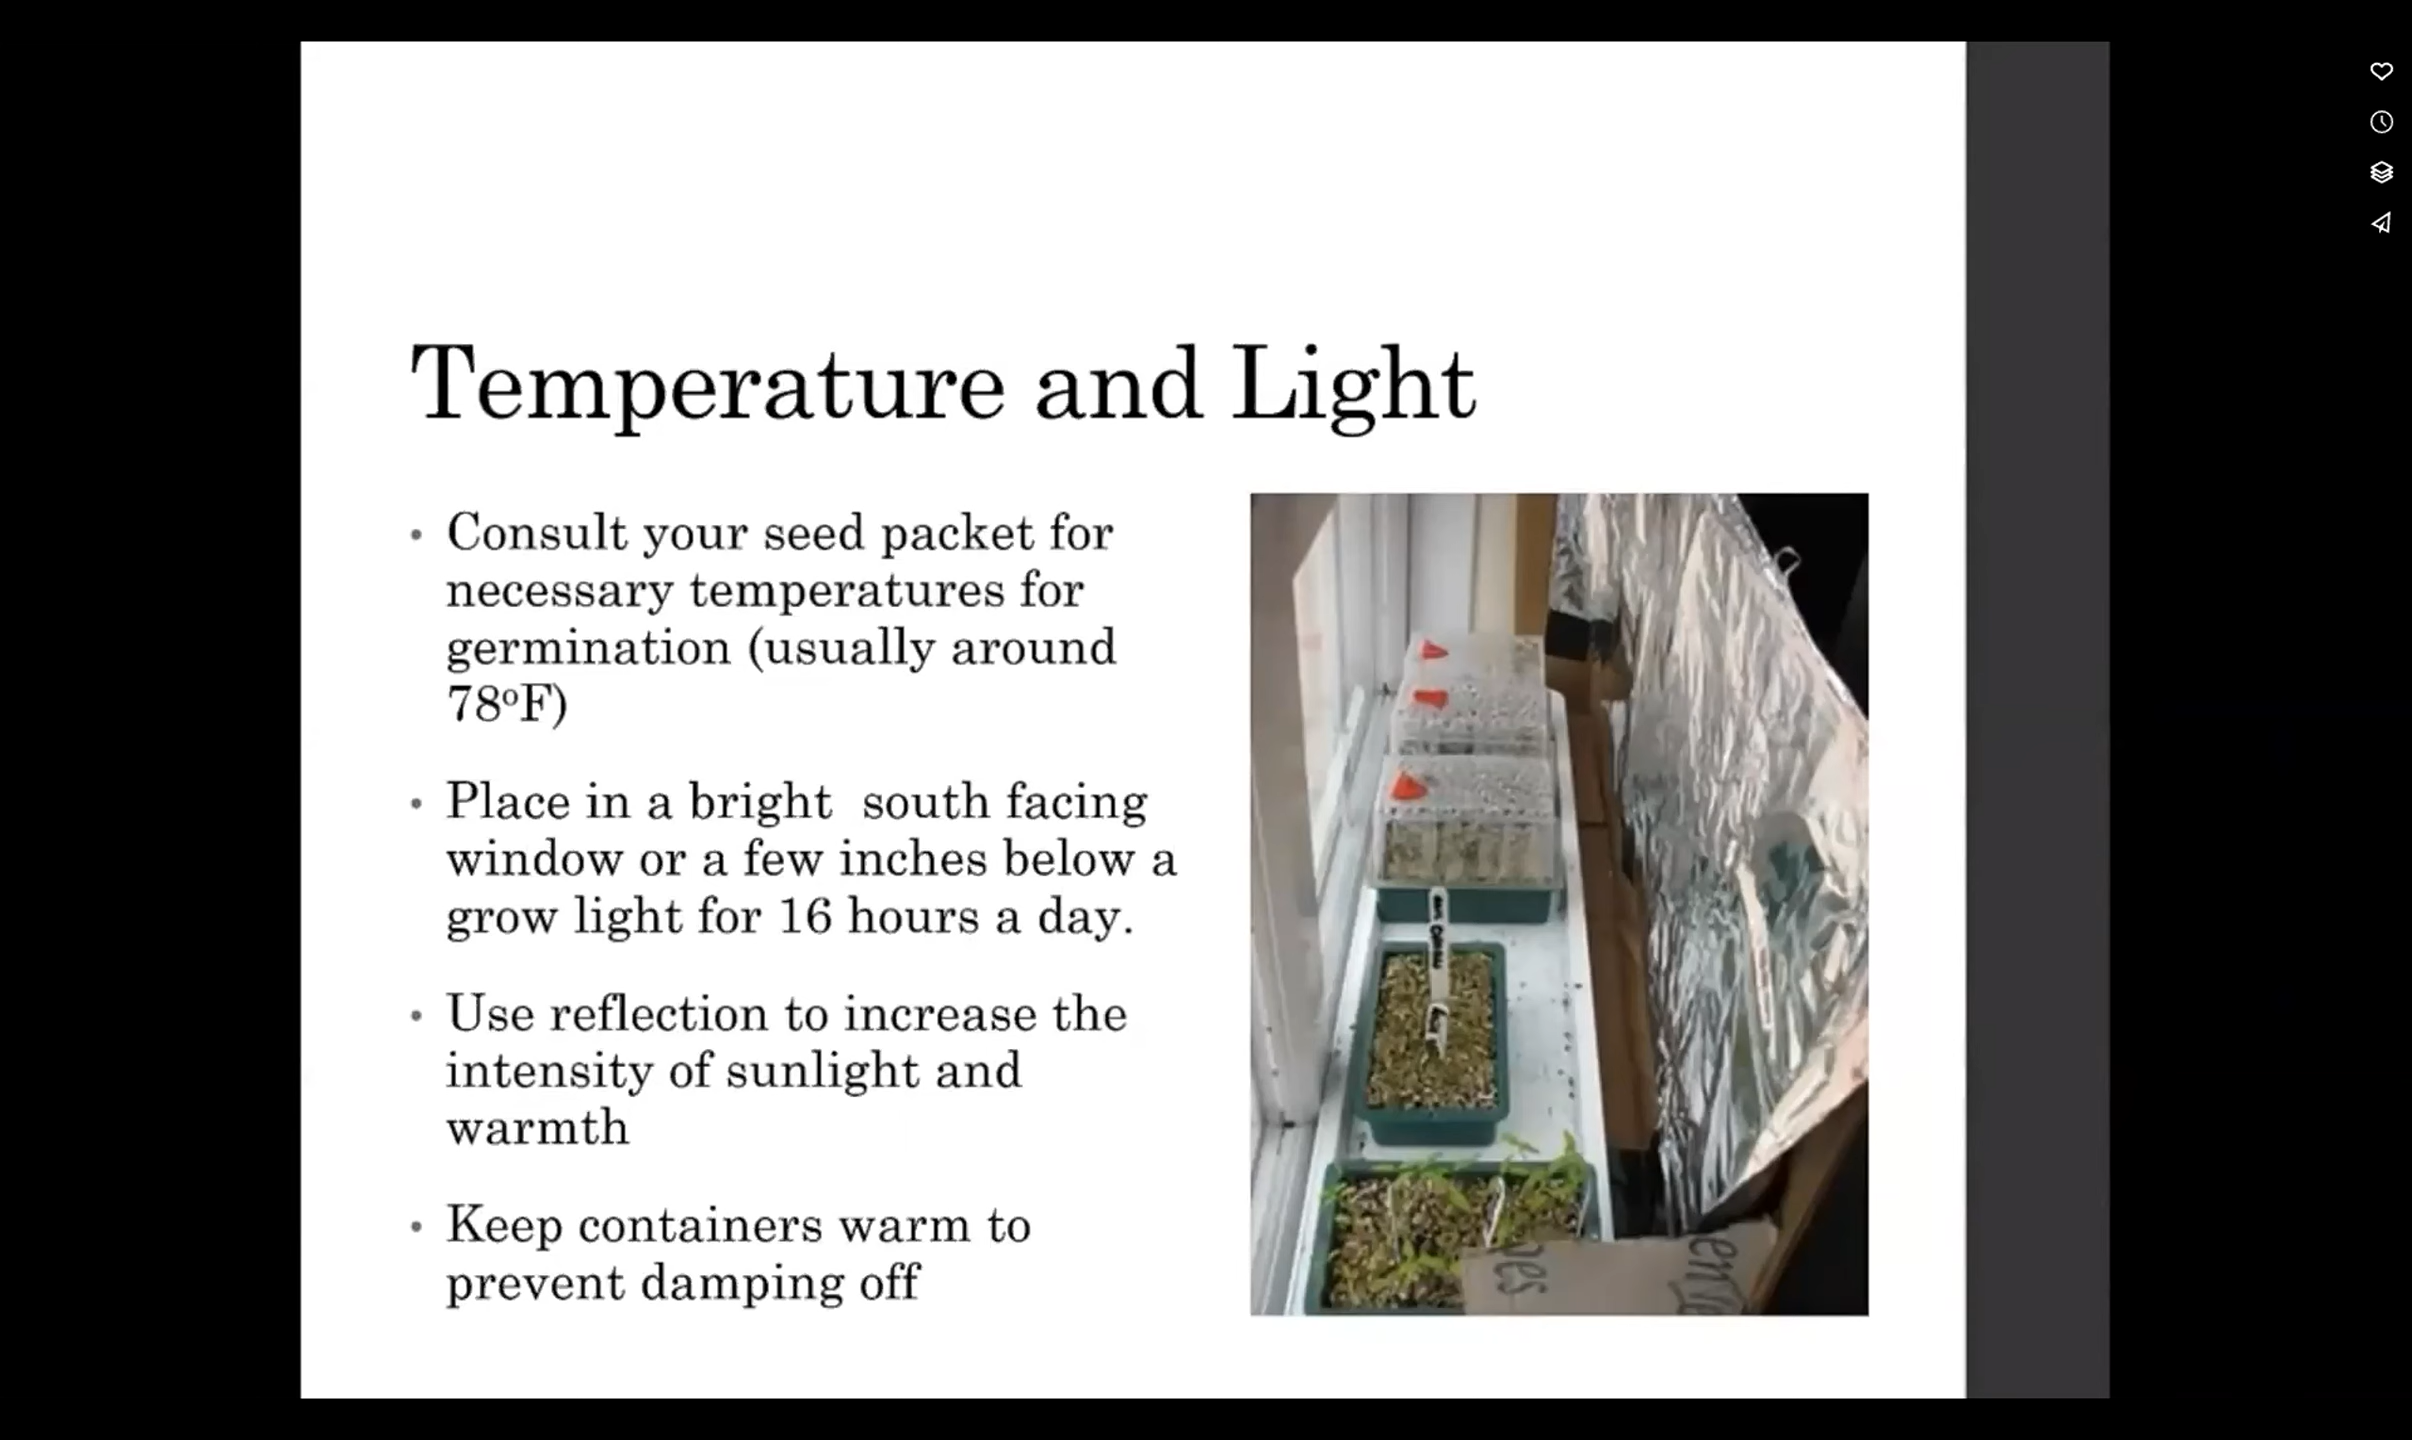 Temperature and Light
• Consult your seed packet for
necessary temperatures for
germination (usually around
78ºF)
• Place in a bright  south facing
window or a few inches below a
grow light for 16 hours a day.
• Use reflection to increase the
intensity of sunlight and
warmth
• Keep containers warm to
prevent damping off